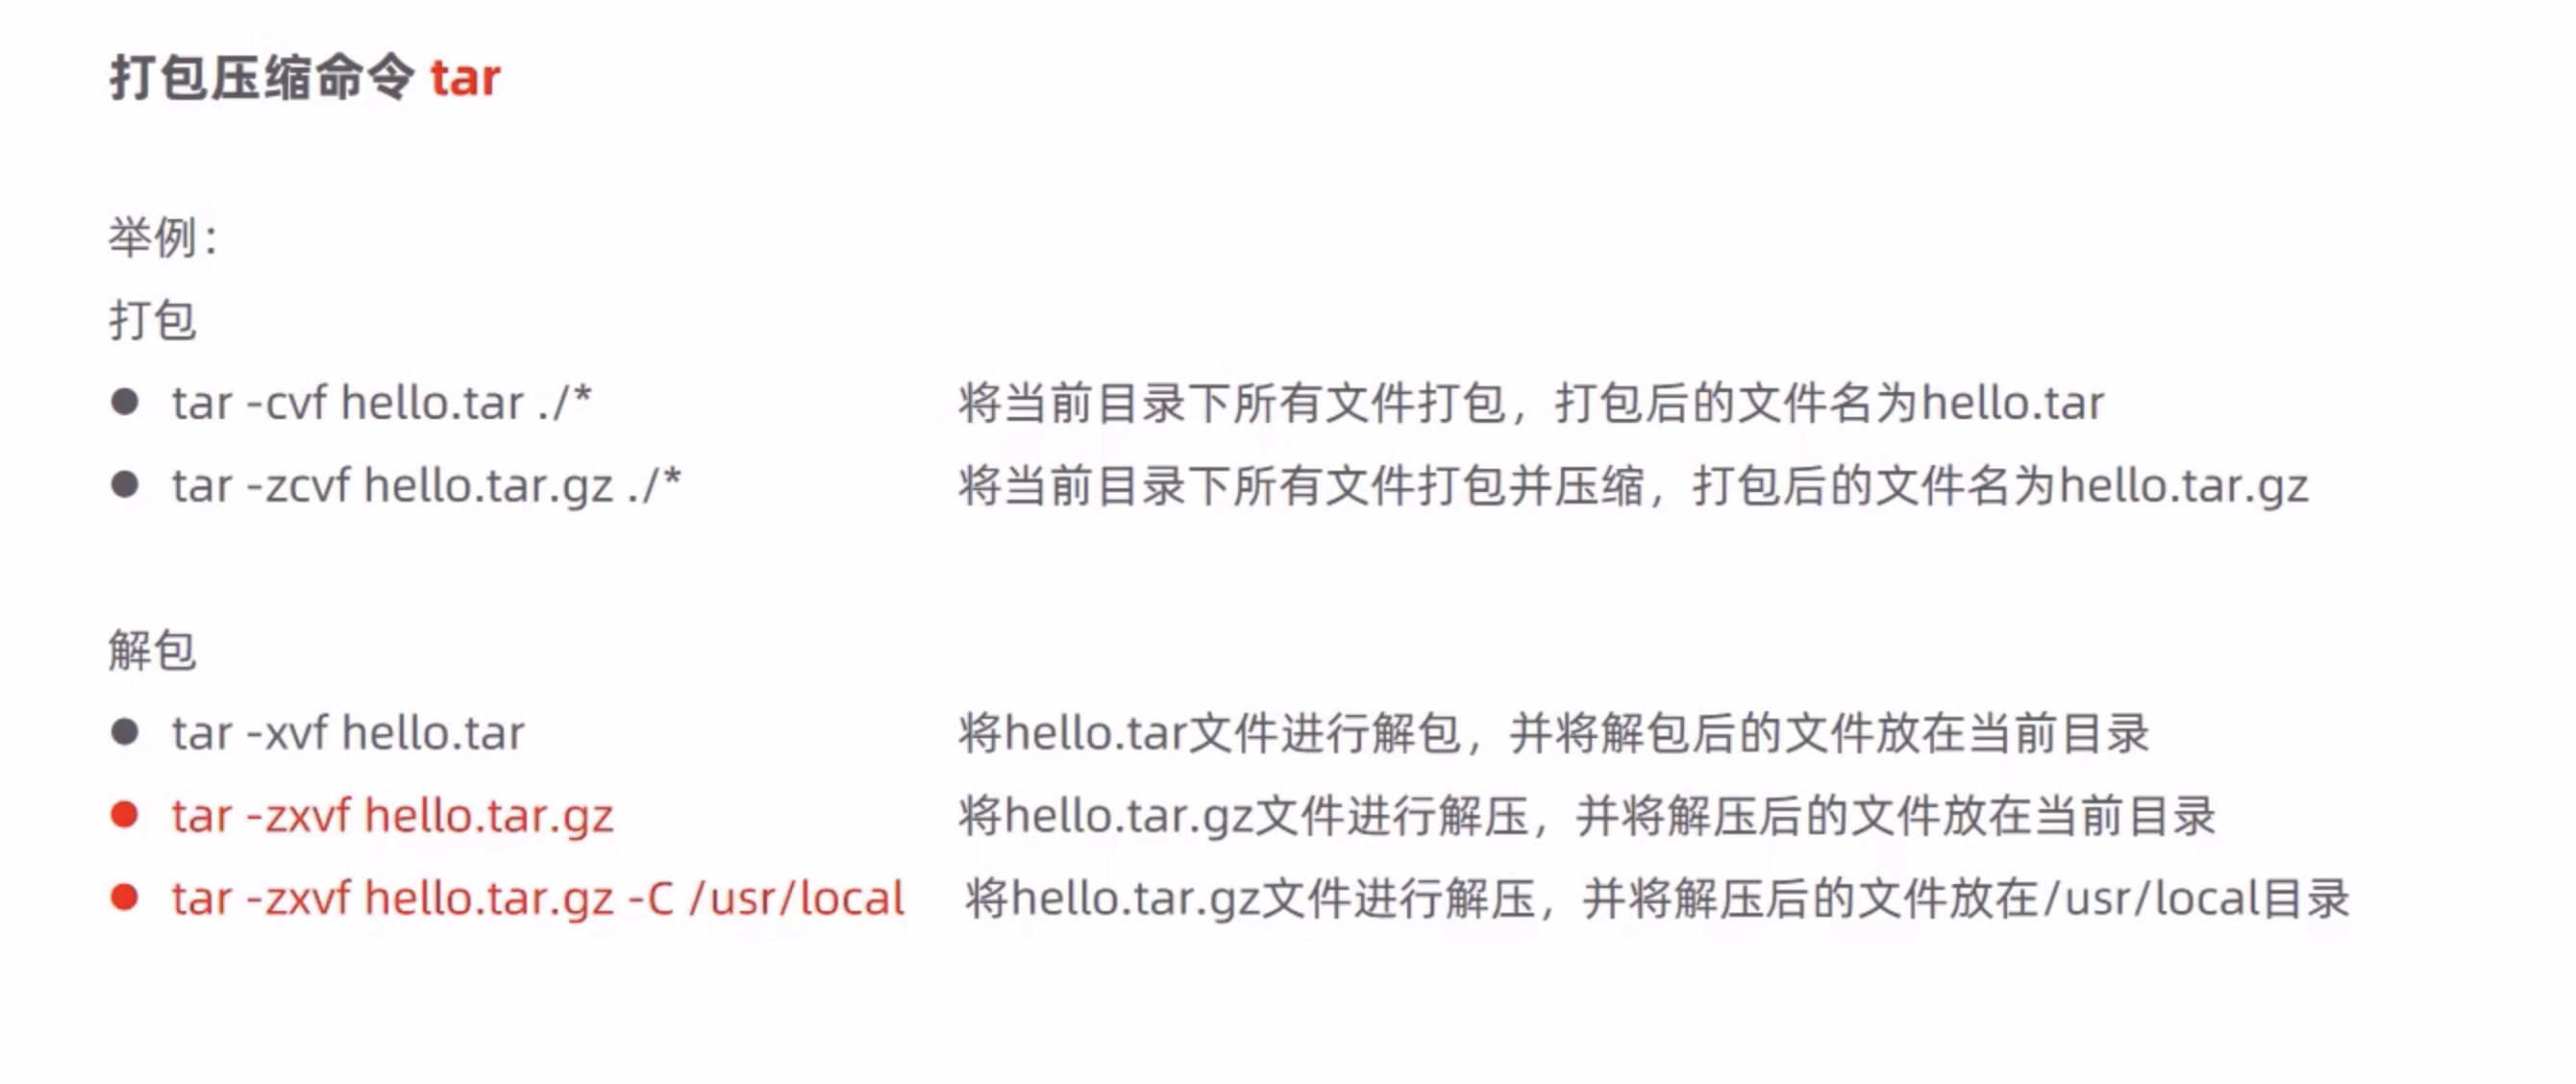 打包压缩命令 tar
举例：
打包
● tar -cvf hello.tar ./* 将当前目录下所有文件打包，打包后的文件名为hello.tar
● tar -zcvf hello.tar.gz ./* 将当前目录下所有文件打包并压缩，打包后的文件名为hello.tar.gz
解包
● tar -xvf hello.tar 将hello.tar文件进行解包，并将解包后的文件放在当前目录
● tar -zxvf hello.tar.gz 将hello.tar.gz文件进行解压，并将解压后的文件放在当前目录
● tar -zxvf hello.tar.gz -C /usr/local 将hello.tar.gz文件进行解压，并将解压后的文件放在/usr/local目录